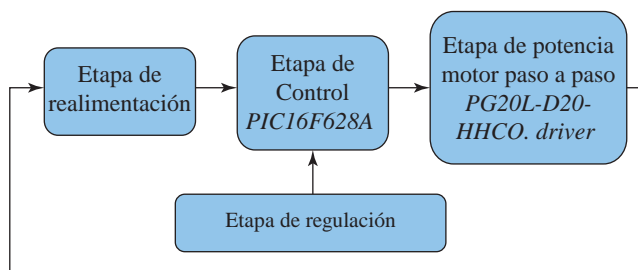 Etapa de
realimentación
Etapa de
Control
PIC16F628A
Etapa de potencia
motor paso a paso
PG20L-D20-
HHCO. driver
Etapa de regulación